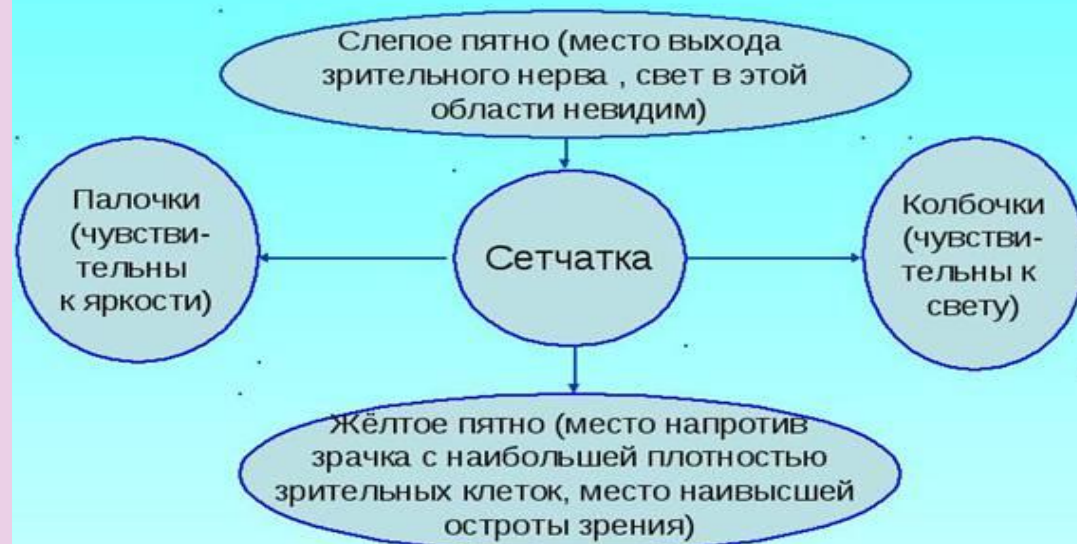 Слепое пятно (место выхода
зрительного нерва , свет в этой
области невидим)
Палочки
(чувстви-
тельны
к яркости)
Сетчатка
Колбочки
(чувстви-
тельны к
свету)
Жёлтое пятно (место напротив
зрачка с наибольшей плотностью
зрительных клеток, место наивысшей
остроты зрения)